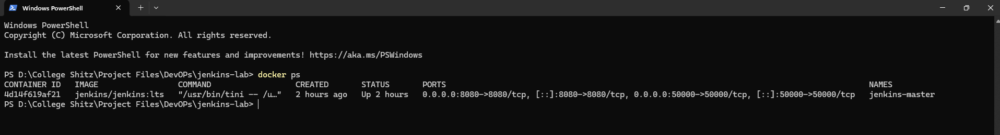 Windows PowerShell
Windows PowerShell
Copyright (C) Microsoft Corporation. All rights reserved.
Install the latest PowerShell for new features and improvements! https://aka.ms/PSWindows
PS D:\College Shitz\Project Files\DevOPs\jenkins-lab> docker ps
CONTAINER ID   IMAGE                 COMMAND                  CREATED       STATUS       PORTS                                                                                          NAMES
4d14f619af21   jenkins/jenkins:lts   "/usr/bin/tini -- /u…"   2 hours ago   Up 2 hours   0.0.0.0:8080->8080/tcp, [::]:8080->8080/tcp, 0.0.0.0:50000->50000/tcp, [::]:50000->50000/tcp   jenkins-master
PS D:\College Shitz\Project Files\DevOPs\jenkins-lab>